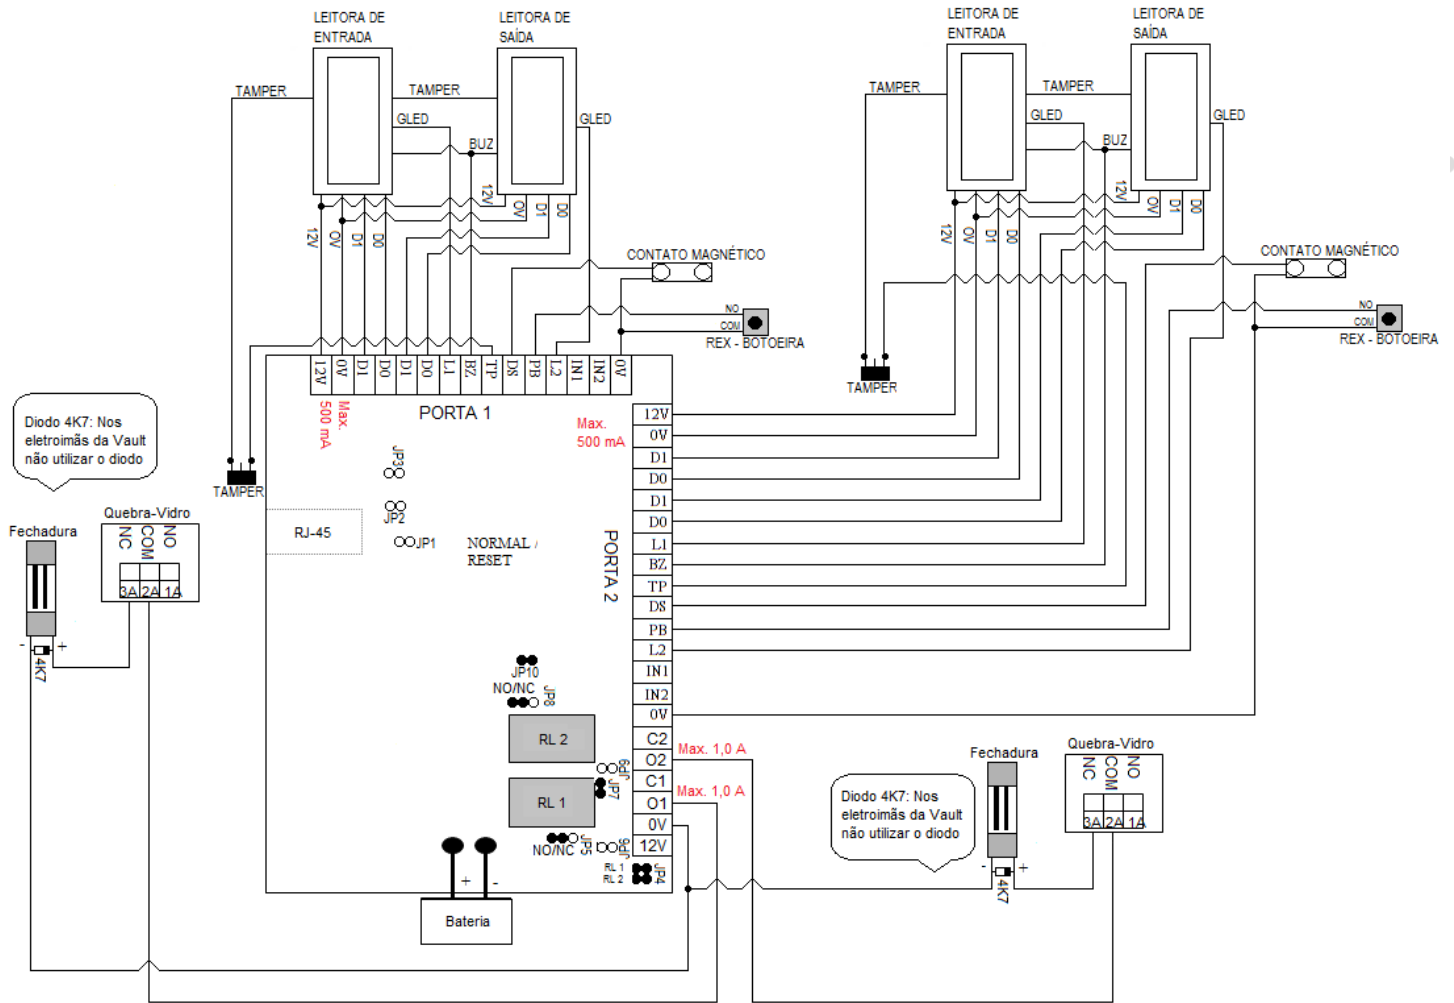 LEITORA DE
ENTRADA
LEITORA DE
SAÍDA
LEITORA DE
ENTRADA
LEITORA DE
SAÍDA
TAMPER
TAMPER
GLED
GLED
BUZ
12V
0V
D1
D0
12V
0V
D1
D0
TAMPER
TAMPER
GLED
GLED
BUZ
12V
0V
D1
D0
12V
0V
D1
D0
CONTATO MAGNÉTICO
NO
COM
REX - BOTOEIRA
CONTATO MAGNÉTICO
NO
COM
REX - BOTOEIRA
TAMPER
12V
0V
D1
D0
D1
D0
L1
BZ
TP
DS
PB
L2
IN1
IN2
0V
PORTA 1
Max.
500 mA
Max.
500 mA
Diodo 4K7: Nos
eletroimãs da Vault
não utilizar o diodo
TAMPER
JP3
JP2
JP1
RJ-45
NORMAL /
RESET
PORTA 2
12V
0V
D1
D0
D1
D0
L1
BZ
TP
DS
PB
L2
IN1
IN2
0V
C2
O2
C1
O1
0V
12V
Max. 1,0 A
Max. 1,0 A
Fechadura
Quebra-Vidro
NC
COM
NO
3A
2A
1A
- +
4K7
JP10
NO/NC
JP8
RL 2
JP9
JP7
RL 1
NO/NC
JP5
JP6
RL 1
RL 2
JP4
+ -
Bateria
Diodo 4K7: Nos
eletroimãs da Vault
não utilizar o diodo
Fechadura
Quebra-Vidro
NC
COM
NO
3A
2A
1A
- +
4K7